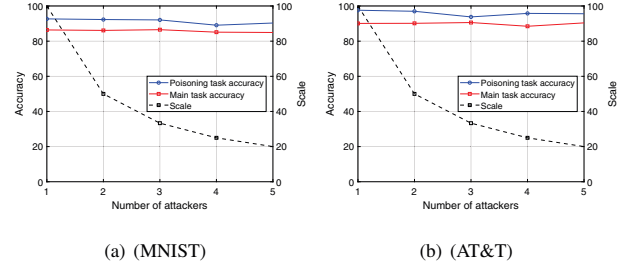 100
80
60
40
20
0
Accuracy
1 2 3 4 5
Number of attackers
100
80
60
40
20
0
Scale
Poisoning task accuracy
Main task accuracy
Scale
(a) (MNIST)
100
80
60
40
20
0
Accuracy
1 2 3 4 5
Number of attackers
100
80
60
40
20
0
Scale
Poisoning task accuracy
Main task accuracy
Scale
(b) (AT&T)